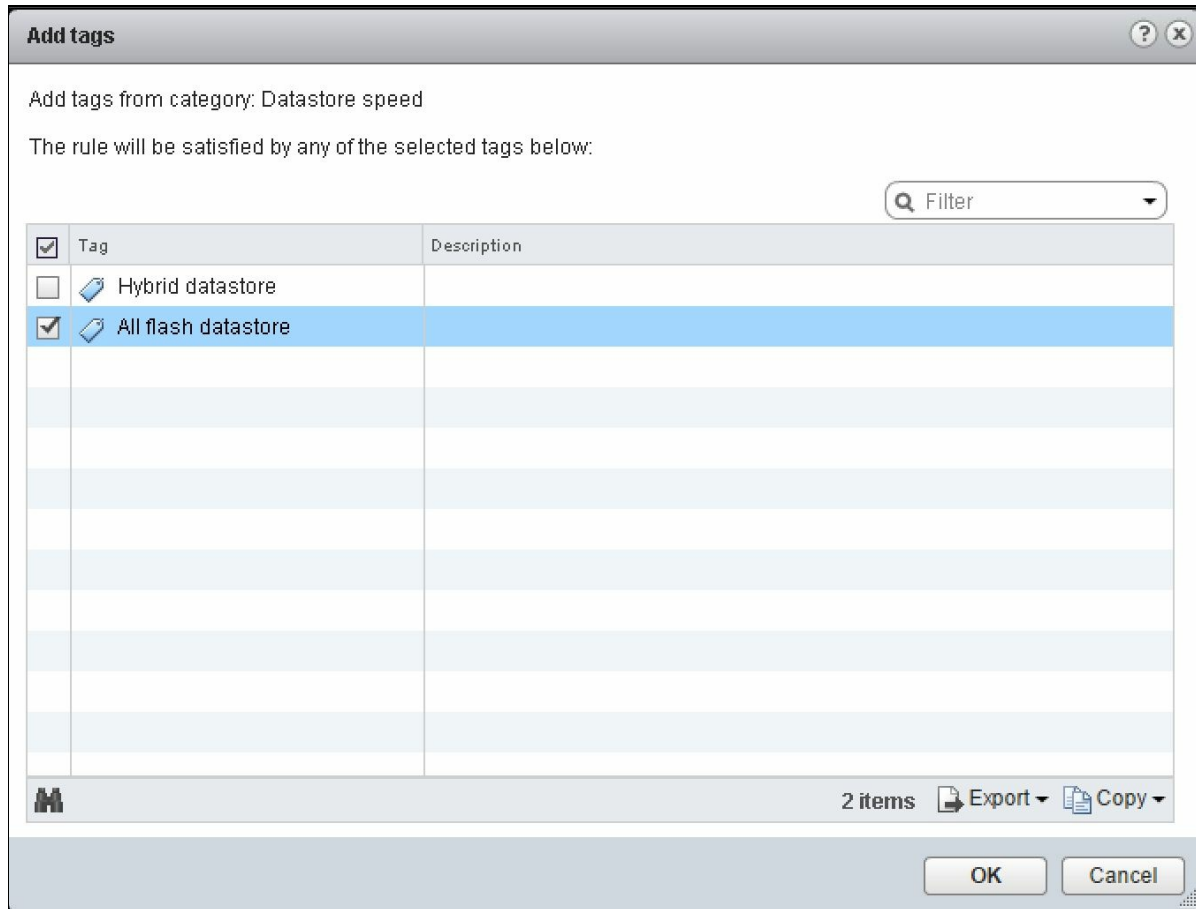 Add tags
Add tags from category: Datastore speed
The rule will be satisfied by any of the selected tags below:
Filter
Tag Description
Hybrid datastore
All flash datastore
2 items Export Copy
OK Cancel